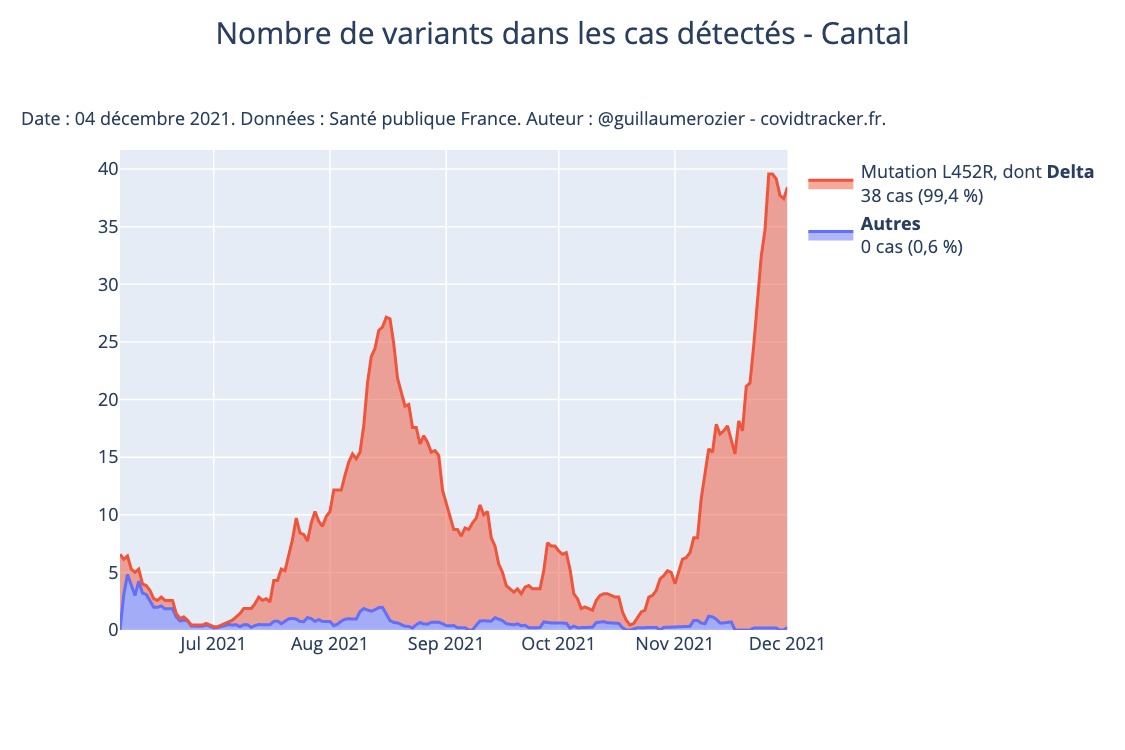 Nombre de variants dans les cas détectés - Cantal
Date : 04 décembre 2021. Données : Santé publique France. Auteur : @guillaumerozier - covidtracker.fr.
40
35
30
25
20
15
10
5
0
Jul 2021
Aug 2021
Sep 2021
Oct 2021
Nov 2021
Dec 2021
Mutation L452R, dont Delta
38 cas (99,4 %)
Autres
0 cas (0,6 %)